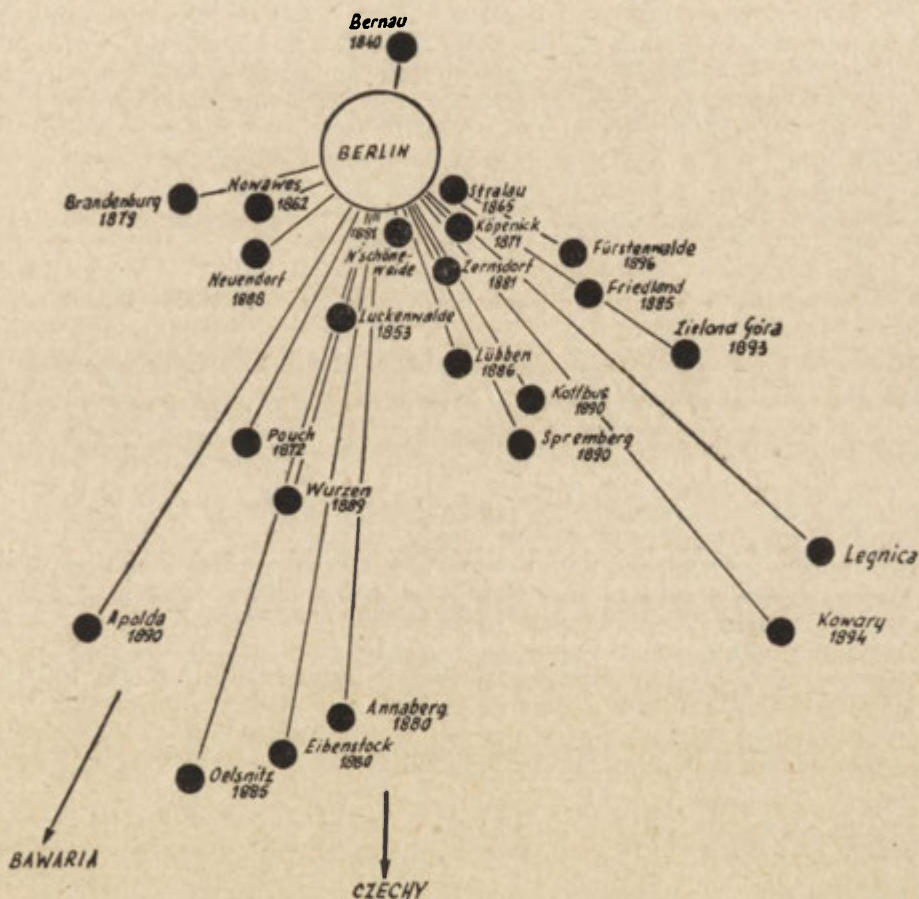 Bernau
1840
BERLIN
Brandenburg
1879
Nowawes
1862
Neuendorf
1888
Stralau
1865
Köpenick
1871
1881
N'schöne-
weide
Zernsdorf
1881
Fürstenwalde
1896
Friedland
1885
Zielona Góra
1893
Luckenwalde
1853
Lübben
1886
Kottbus
1890
Spremberg
1890
Pouch
1872
Wurzen
1889
Legnica
Apolda
1890
Kowary
1894
Annaberg
1880
Eibenstock
1880
Oelsnitz
1885
BAWARIA
CZECHY